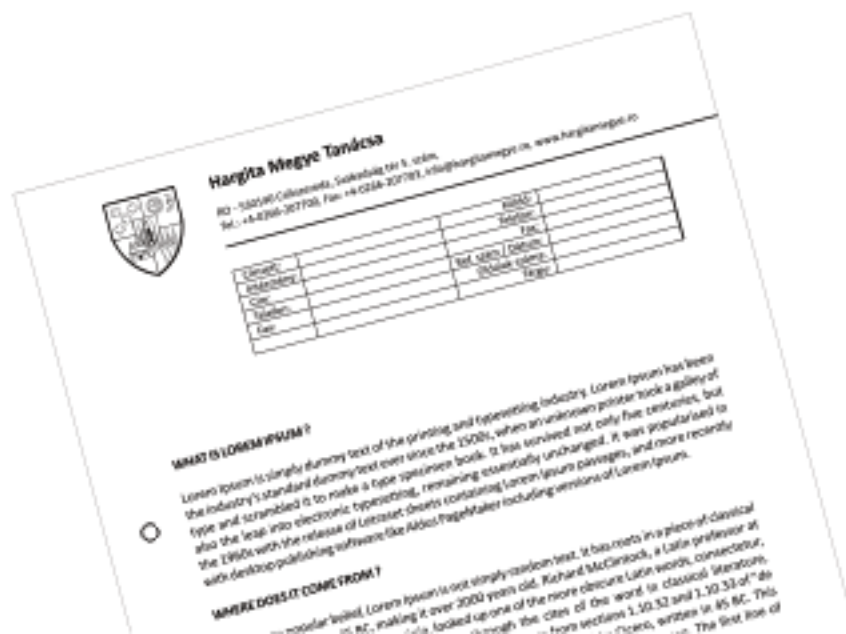 Hargita Megye Tanácsa
RO - 530140 Csíkszereda, Szabadság tér 5. szám,
Tel.: +4-0266-207700, Fax: +4-0266-207703, info@hargitamegye.ro, www.hargitamegye.ro
Címzett:
Intézmény:
Cím:
Telefon:
Fax:
Telefon:
Fax:
Ref. szám / Dátum:
Oldalak száma:
Tárgy:
WHAT IS LOREM IPSUM ?
Lorem Ipsum is simply dummy text of the printing and typesetting industry. Lorem Ipsum has been
the industry's standard dummy text ever since the 1500s, when an unknown printer took a galley of
type and scrambled it to make a type specimen book. It has survived not only five centuries, but
also the leap into electronic typesetting, remaining essentially unchanged. It was popularised in
the 1960s with the release of Letraset sheets containing Lorem Ipsum passages, and more recently
with desktop publishing software like Aldus PageMaker including versions of Lorem Ipsum.
WHERE DOES IT COME FROM ?
popular belief, Lorem Ipsum is not simply random text. It has roots in a piece of classical
45 BC, making it over 2000 years old. Richard McClintock, a Latin professor at
looked up one of the more obscure Latin words, consectetur,
through the cites of the word in classical literature,
from sections 1.10.32 and 1.10.33 of "de
Cicero, written in 45 BC. This
The first line of